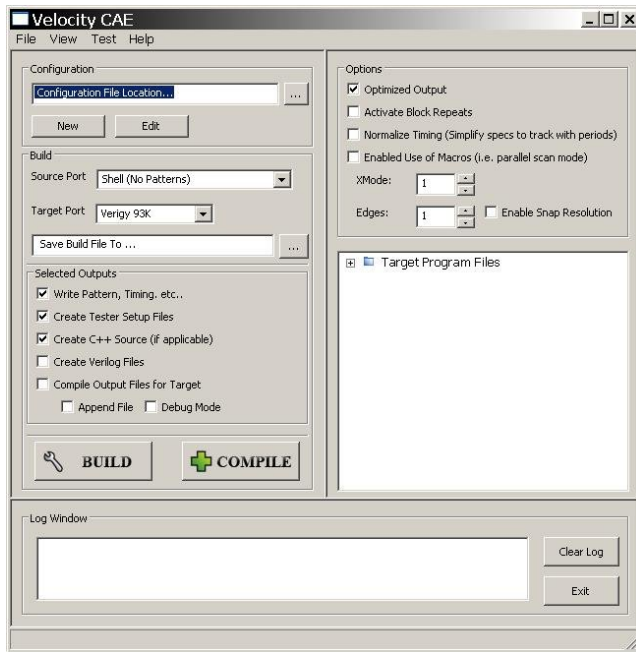 Velocity CAE
File View Test Help
Configuration
Configuration File Location...
...
New Edit
Build
Source Port Shell (No Patterns)
Target Port Verigy 93K
Save Build File To ...
...
Selected Outputs
Write Pattern, Timing. etc..
Create Tester Setup Files
Create C++ Source (if applicable)
Create Verilog Files
Compile Output Files for Target
Append File Debug Mode
BUILD COMPILE
Options
Optimized Output
Activate Block Repeats
Normalize Timing (Simplify specs to track with periods)
Enabled Use of Macros (i.e. parallel scan mode)
XMode: 1
Edges: 1 Enable Snap Resolution
Target Program Files
Log Window
Clear Log
Exit